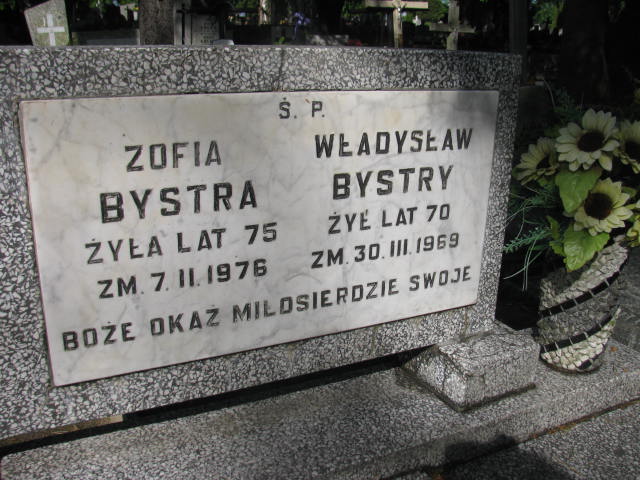 Ś. P.
ZOFIA
BYSTRA
ŻYŁA LAT 75
ZM. 7. II. 1976
WŁADYSŁAW
BYSTRY
ŻYŁ LAT 70
ZM. 30. III. 1969
BOŻE OKAŻ MIŁOSIERDZIE SWOJE